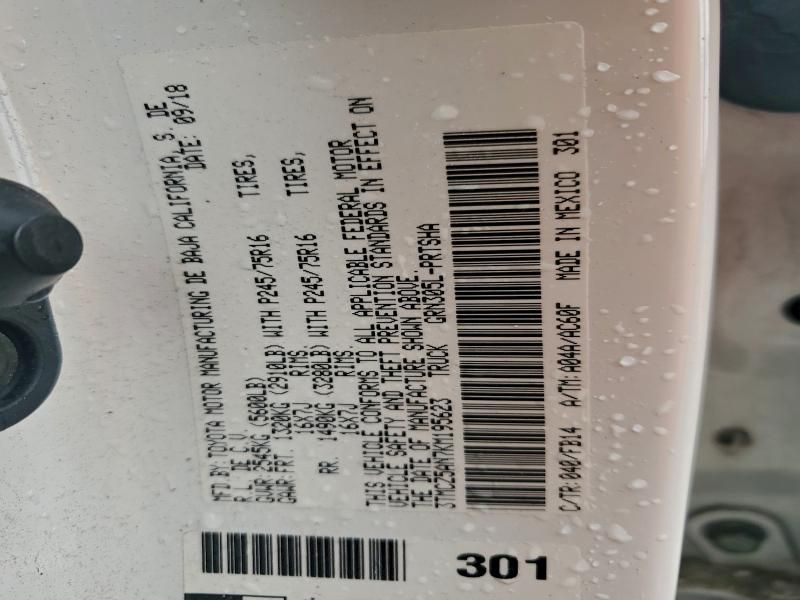 MFD BY: TOYOTA MOTOR MANUFACTURING DE BAJA CALIFORNIA, S. DE
R. L. DE C. V. DATE: 09/18
GVWR: 2545KG (5600LB)
GAWR: FRT 1320KG (2910LB) WITH P245/75R16 TIRES,
16X7J RIMS.
RR. 1490KG (3280LB) WITH P245/75R16 TIRES,
16X7J RIMS.
THIS VEHICLE CONFORMS TO ALL APPLICABLE FEDERAL MOTOR
VEHICLE SAFETY AND THEFT PREVENTION STANDARDS IN EFFECT ON
THE DATE OF MANUFACTURE SHOWN ABOVE.
3TMCZ5AN7KM195623 TRUCK GRN305L-PRTSHA
C/TR: 040/FB14 A/TM: A04A/AC60F MADE IN MEXICO 301
301